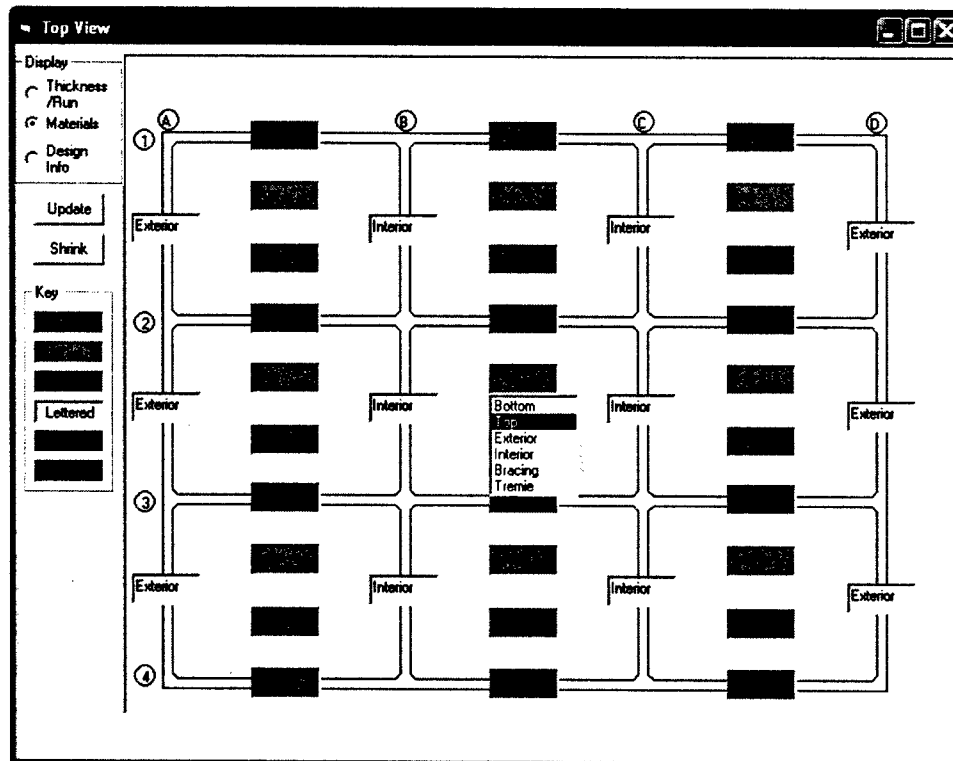 Top View
Display
Thickness
/Run
Materials
Design
Info
Update
Shrink
Key
Lettered
A B C D
1
Exterior Interior Interior Exterior
2
Exterior Interior Interior Exterior
Bottom
Top
Exterior
Interior
Bracing
Tremie
3
Exterior Interior Interior Exterior
4